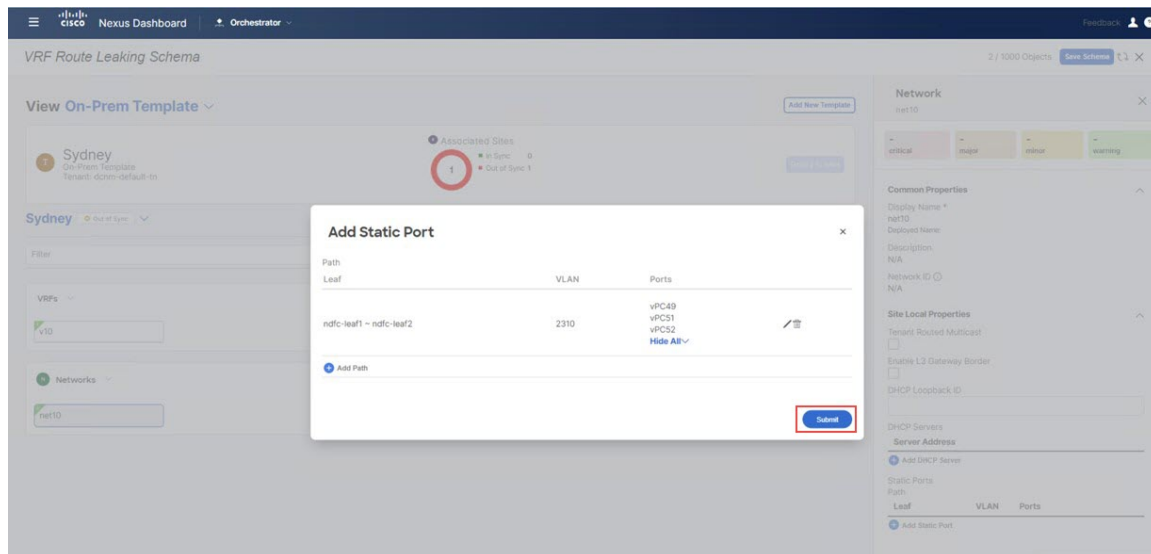 cisco Nexus Dashboard Orchestrator Feedback
VRF Route Leaking Schema 2 / 1000 Objects Save Schema
View On-Prem Template Add New Template
T Sydney
On-Prem Template
Tenant: dcnm-default-tn
Associated Sites
1
In Sync 0
Out of Sync 1
Sydney Out of Sync
Filter
VRFs
v10
Networks
net10
Add Static Port
Path
Leaf VLAN Ports
ndfc-leaf1 ~ ndfc-leaf2 2310
vPC49
vPC51
vPC52
Hide All
Add Path
Submit
Network
net10
– – – –
critical major minor warning
Common Properties
Display Name *
net10
Deployed Name:
Description
N/A
Network ID
N/A
Site Local Properties
Tenant Routed Multicast
Enable L3 Gateway Border
DHCP Loopback ID
DHCP Servers
Server Address
Add DHCP Server
Static Ports
Path
Leaf VLAN Ports
Add Static Port